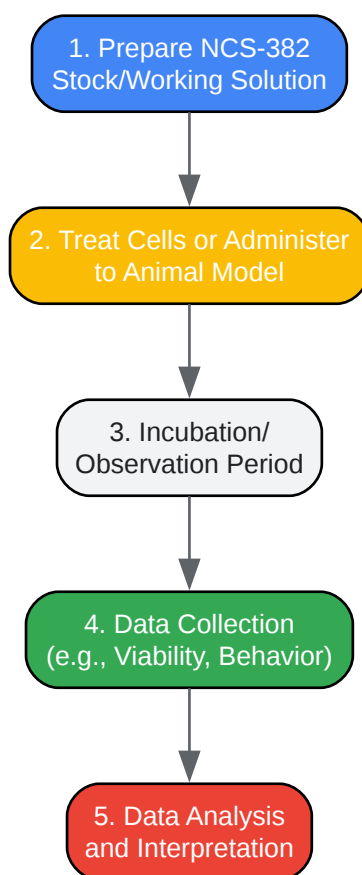 1. Prepare NCS-382
Stock/Working Solution
2. Treat Cells or Administer
to Animal Model
3. Incubation/
Observation Period
4. Data Collection
(e.g., Viability, Behavior)
5. Data Analysis
and Interpretation